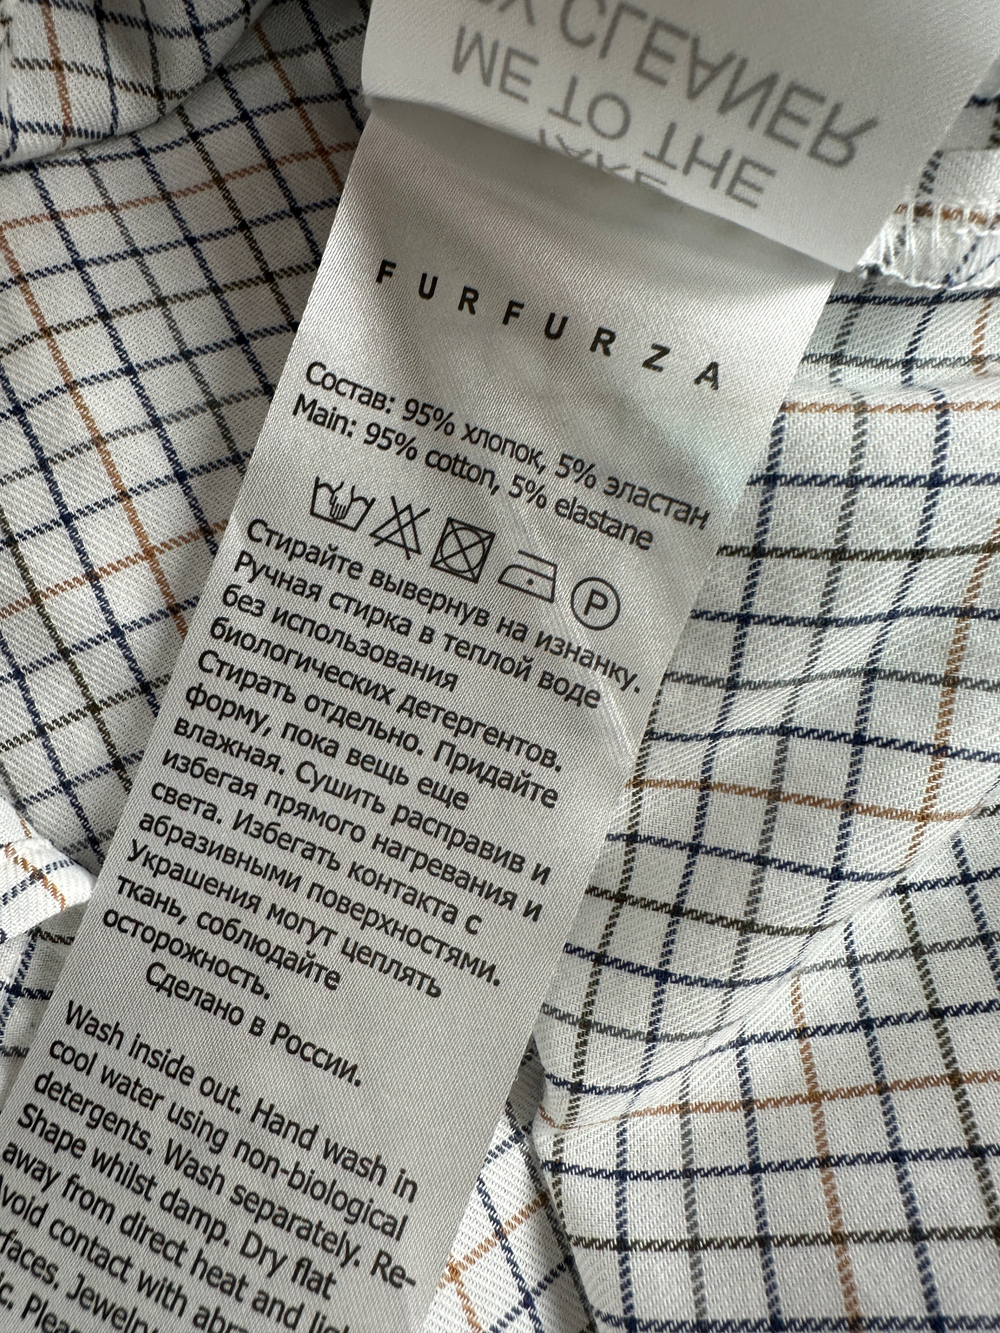 CLEANER
ME TO THE
FURFURZA
Состав: 95% хлопок, 5% эластан
Main: 95% cotton, 5% elastane
P
Стирайте вывернув на изнанку.
Ручная стирка в теплой воде
без использования
биологических детергентов.
Стирать отдельно. Придайте
форму, пока вещь еще
влажная. Сушить расправив и
избегая прямого нагревания и
света. Избегать контакта с
абразивными поверхностями.
Украшения могут цеплять
ткань, соблюдайте
осторожность.
Сделано в России.
Wash inside out. Hand wash in
cool water using non-biological
detergents. Wash separately. Re-
Shape whilst damp. Dry flat
away from direct heat and
contact with
Jewelry